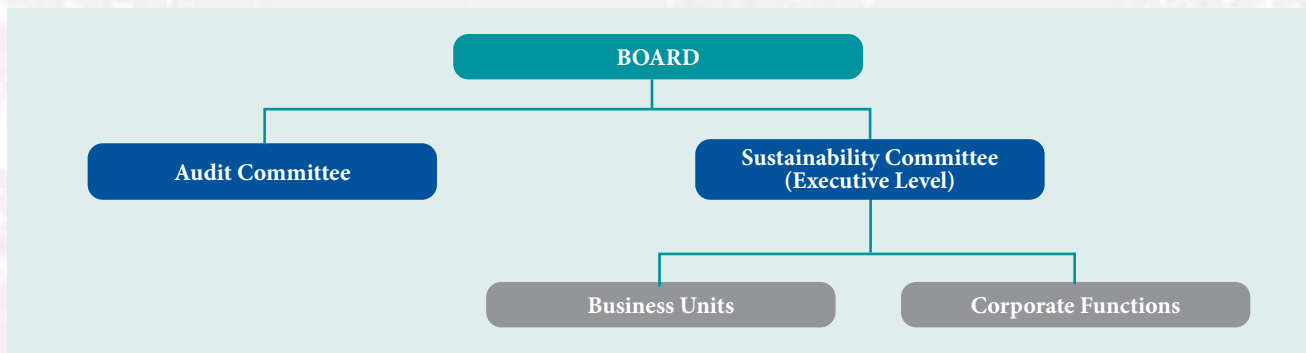 BOARD
Audit Committee
Sustainability Committee
(Executive Level)
Business Units
Corporate Functions